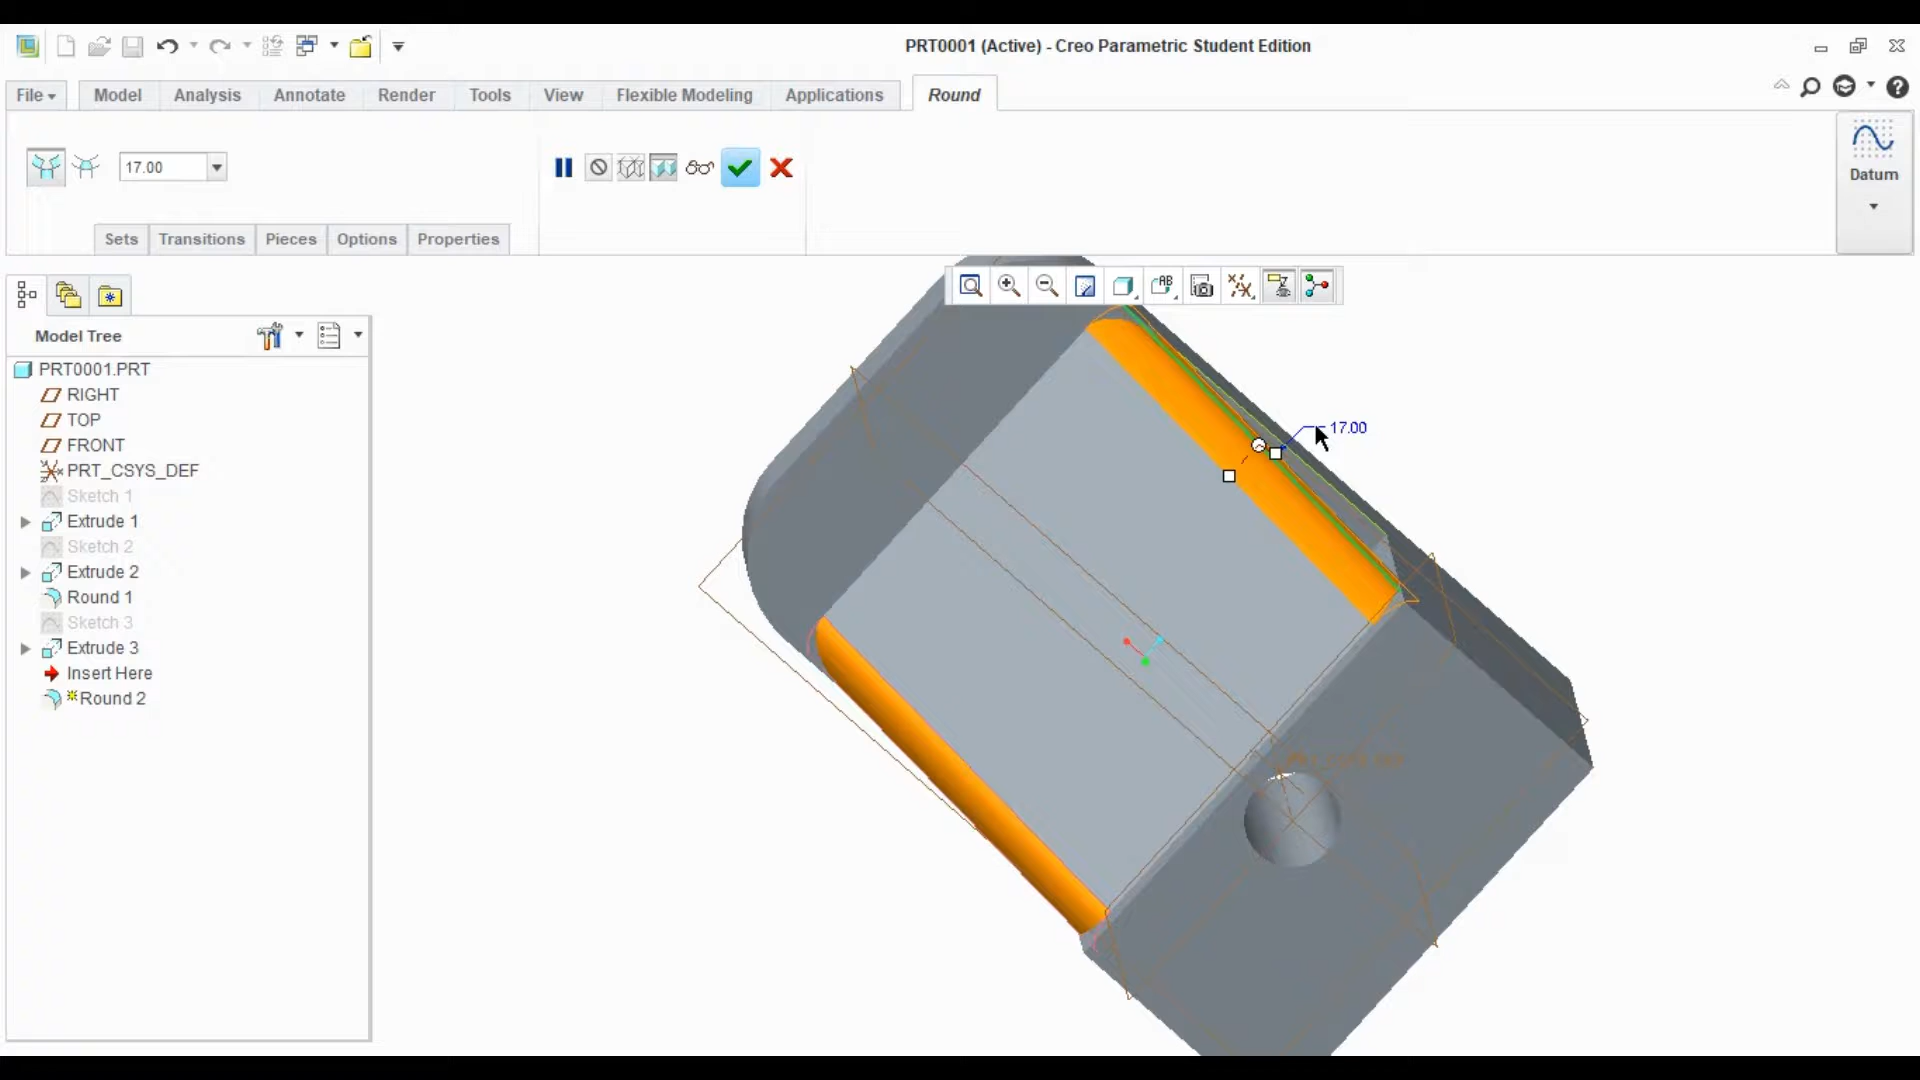 PRT0001 (Active) - Creo Parametric Student Edition
File Model Analysis Annotate Render Tools View Flexible Modeling Applications Round
17.00
Datum
Sets Transitions Pieces Options Properties
Model Tree
PRT0001.PRT
RIGHT
TOP
FRONT
PRT_CSYS_DEF
Sketch 1
Extrude 1
Sketch 2
Extrude 2
Round 1
Sketch 3
Extrude 3
Insert Here
Round 2
17.00